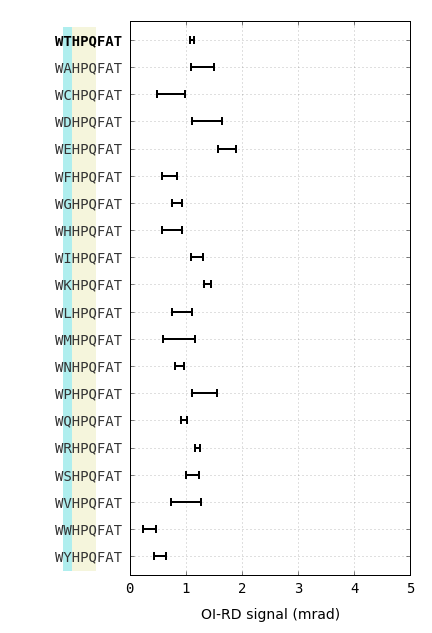 WTHPQFAT
WAHPQFAT
WCHPQFAT
WDHPQFAT
WEHPQFAT
WFHPQFAT
WGHPQFAT
WHHPQFAT
WIHPQFAT
WKHPQFAT
WLHPQFAT
WMHPQFAT
WNHPQFAT
WPHPQFAT
WQHPQFAT
WRHPQFAT
WSHPQFAT
WVHPQFAT
WWHPQFAT
WYHPQFAT
0 1 2 3 4 5
OI-RD signal (mrad)